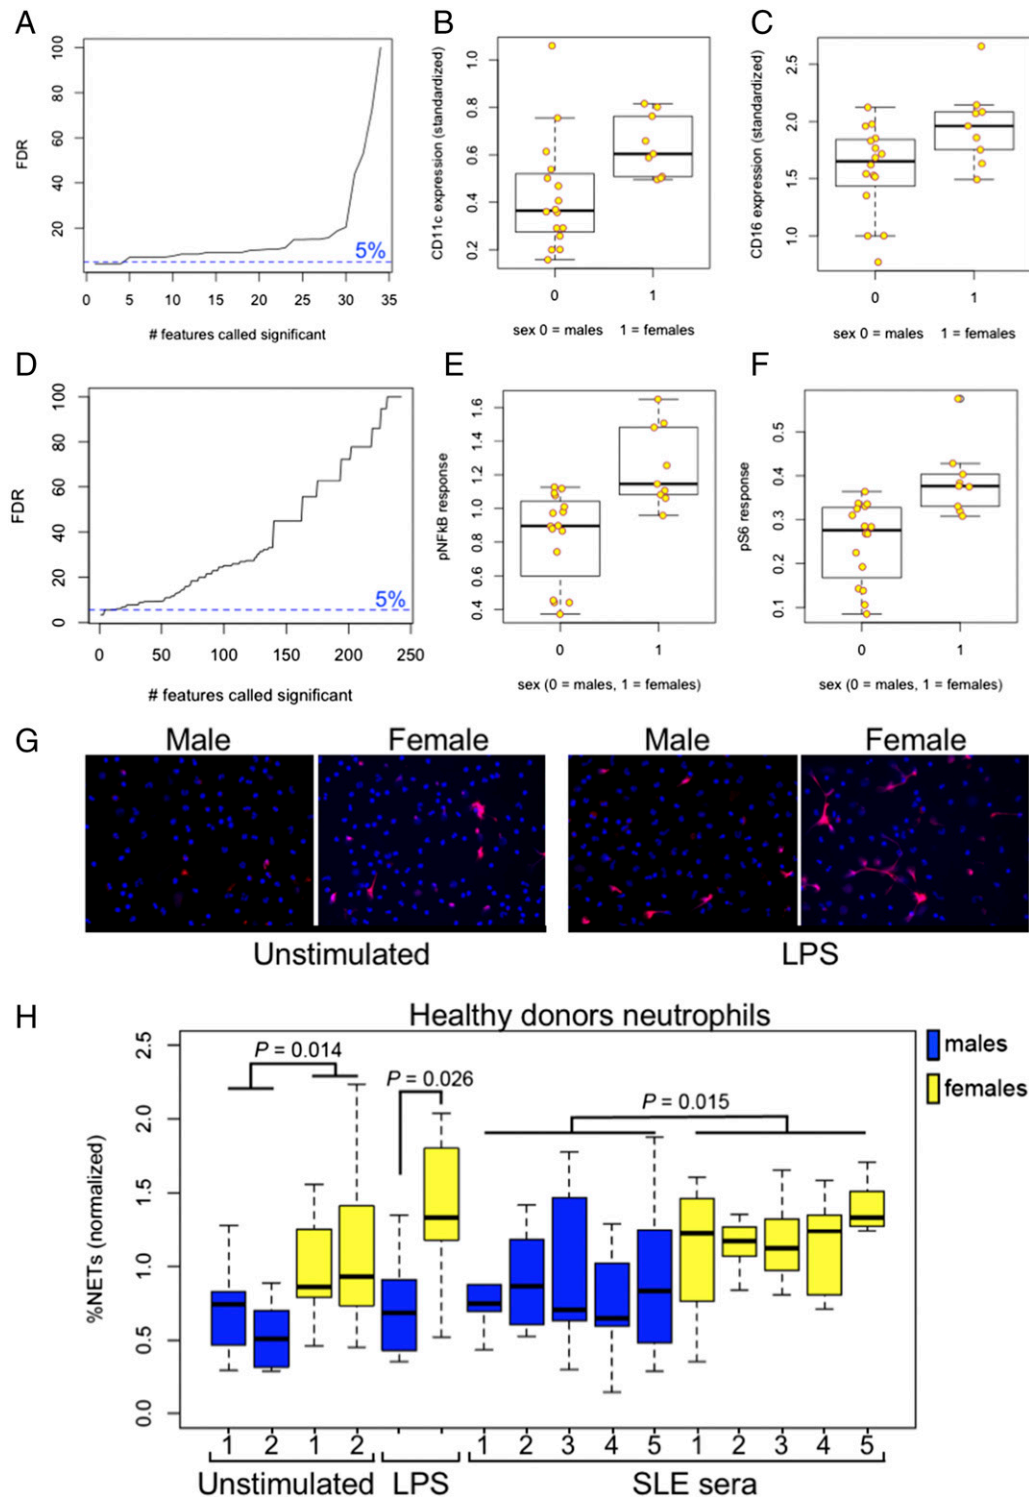 A
FDR
100
80
60
40
20
5%
0 5 10 15 20 25 30 35
# features called significant
B
CD11c expression (standardized)
1.0
0.8
0.6
0.4
0.2
0 1
sex 0 = males 1 = females
C
CD16 expression (standardized)
2.5
2.0
1.5
1.0
0 1
sex 0 = males 1 = females
D
FDR
100
80
60
40
20
0
5%
0 50 100 150 200 250
# features called significant
E
pNFkB response
1.6
1.4
1.2
1.0
0.8
0.6
0.4
0 1
sex (0 = males, 1 = females)
F
pS6 response
0.5
0.4
0.3
0.2
0.1
0 1
sex (0 = males, 1 = females)
G
Male Female Male Female
Unstimulated LPS
H
Healthy donors neutrophils
%NETs (normalized)
2.5
2.0
1.5
1.0
0.5
0.0
P = 0.014
P = 0.026
P = 0.015
males
females
1 2 1 2 1 2 3 4 5 1 2 3 4 5
Unstimulated LPS SLE sera